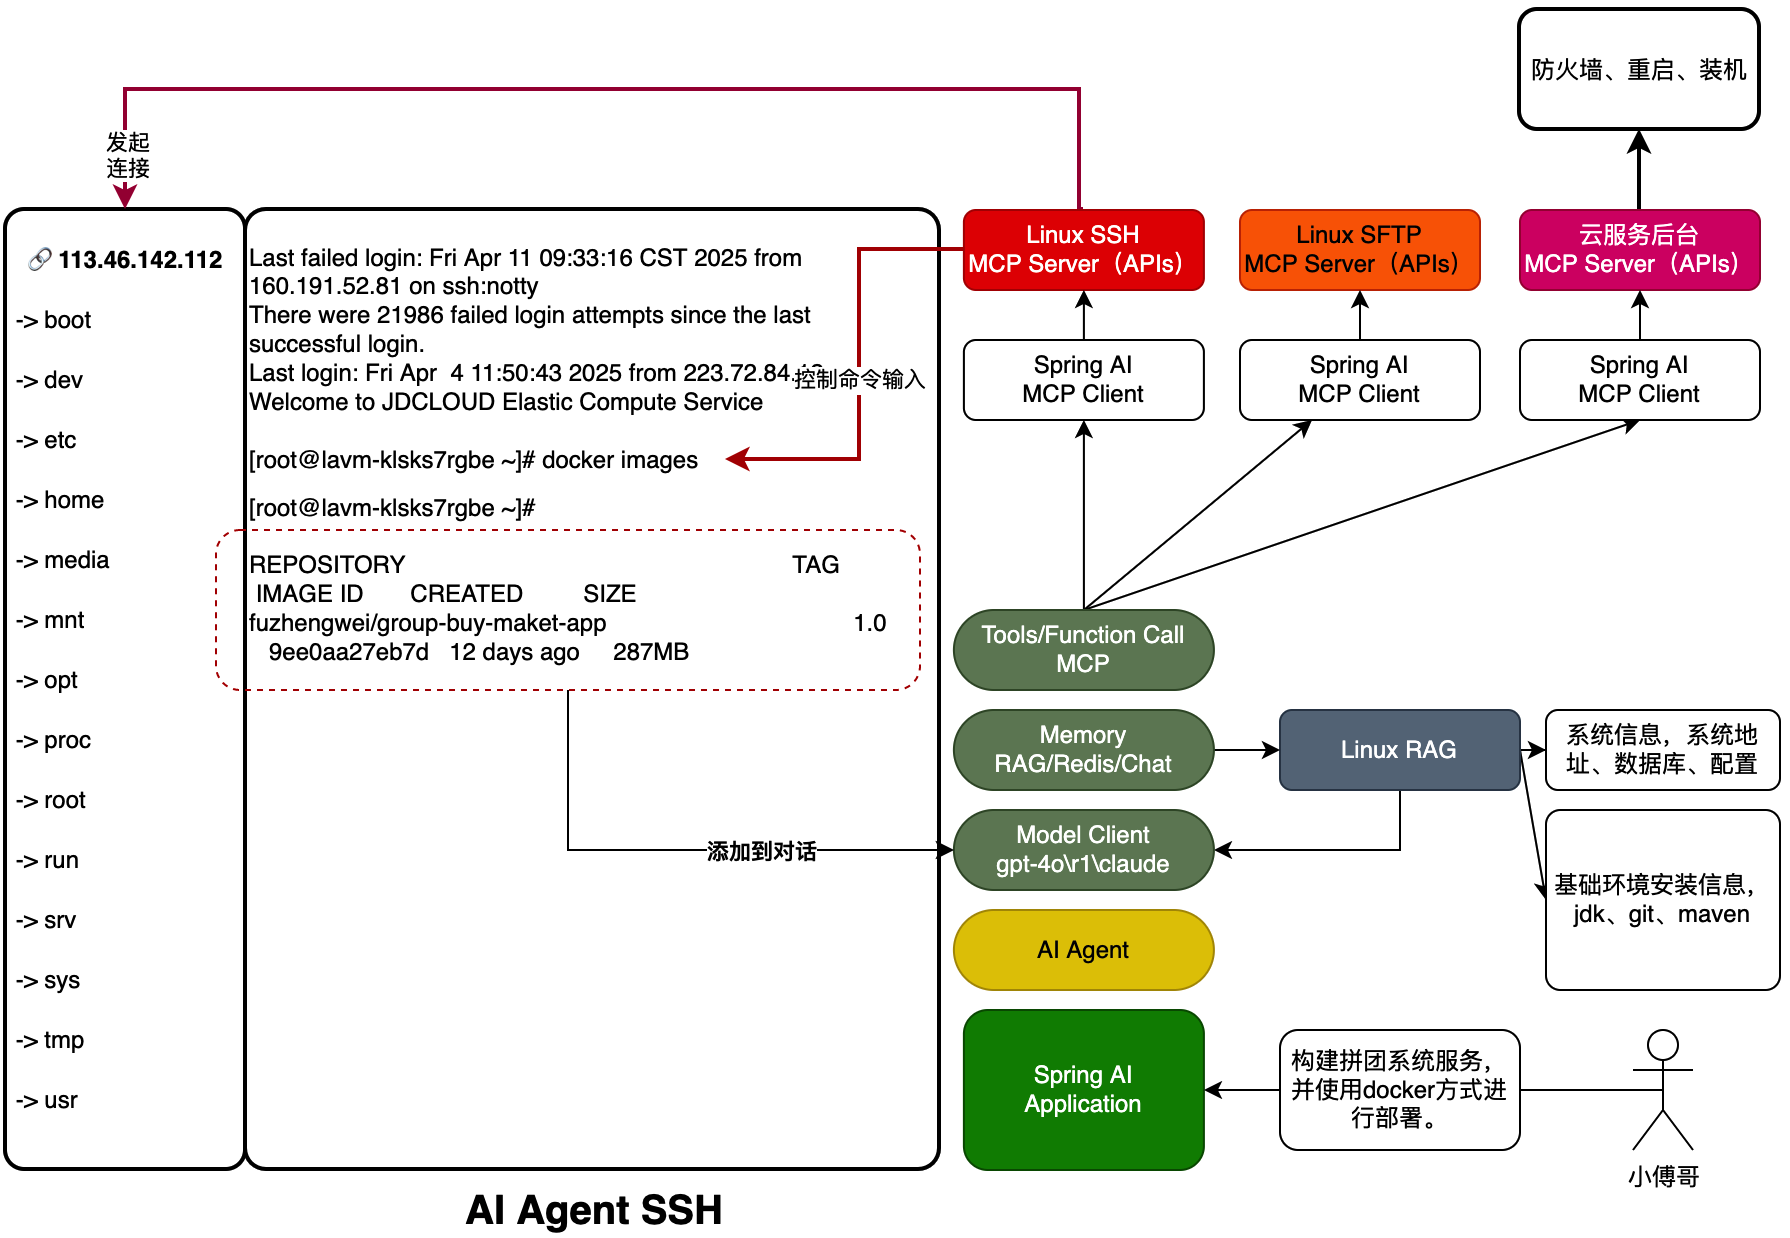 防火墙、重启、装机
发起
连接
113.46.142.112
-> boot
-> dev
-> etc
-> home
-> media
-> mnt
-> opt
-> proc
-> root
-> run
-> srv
-> sys
-> tmp
-> usr
Last failed login: Fri Apr 11 09:33:16 CST 2025 from
160.191.52.81 on ssh:notty
There were 21986 failed login attempts since the last
successful login.
Last login: Fri Apr  4 11:50:43 2025 from 223.72.84.
控制命令输入
Welcome to JDCLOUD Elastic Compute Service
[root@lavm-klsks7rgbe ~]# docker images
[root@lavm-klsks7rgbe ~]#
REPOSITORY TAG
IMAGE ID CREATED SIZE
fuzhengwei/group-buy-maket-app 1.0
9ee0aa27eb7d 12 days ago 287MB
添加到对话
Linux SSH
MCP Server（APIs）
Linux SFTP
MCP Server（APIs）
云服务后台
MCP Server（APIs）
Spring AI
MCP Client
Spring AI
MCP Client
Spring AI
MCP Client
Tools/Function Call
MCP
Memory
RAG/Redis/Chat
Linux RAG
系统信息，系统地
址、数据库、配置
Model Client
gpt-4o\r1\claude
基础环境安装信息，
jdk、git、maven
AI Agent
Spring AI
Application
构建拼团系统服务，
并使用docker方式进
行部署。
小傅哥
AI Agent SSH